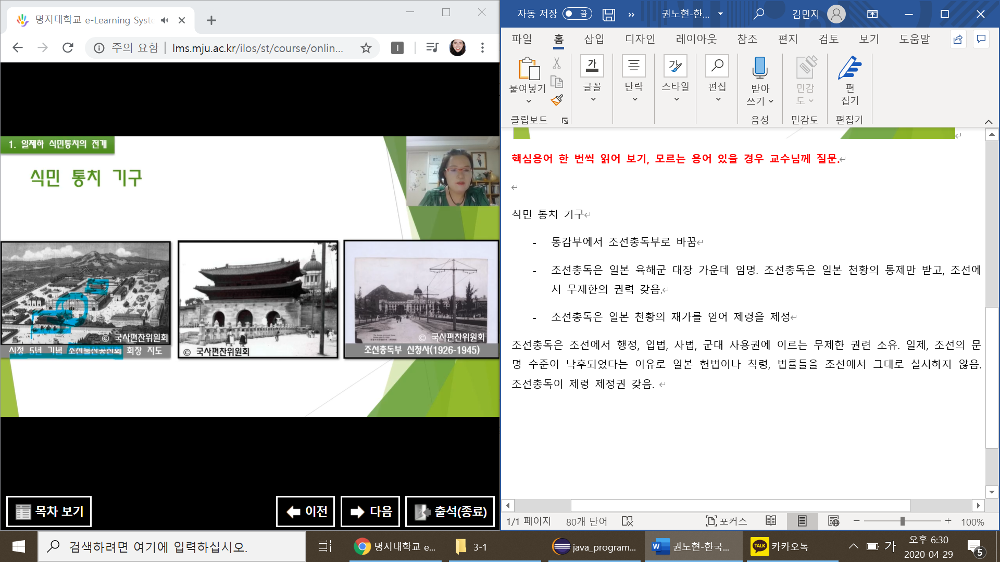 명지대학교 e-Learning Syste
주의 요함
lms.mju.ac.kr/ilos/st/course/onlin...
1. 일제하 식민통치의 전개
식민 통치 기구
© 국사편찬위원회
시정 5년 기념 조선물산공진회 회장 지도
© 국사편찬위원회
© 국사편찬위원회
조선총독부 신청사(1926-1945)
목차 보기
이전
다음
출석(종료)
자동 저장
끔
권노현-한...
김민지
파일 홈 삽입 디자인 레이아웃 참조 편지 검토 보기 도움말
붙여넣기
가
글꼴
단락
가
스타일
편집
받아
쓰기
민감
도
편
집기
클립보드
음성
민감도
편집기
핵심용어 한 번씩 읽어 보기, 모르는 용어 있을 경우 교수님께 질문.
식민 통치 기구
- 통감부에서 조선총독부로 바꿈
- 조선총독은 일본 육해군 대장 가운데 임명. 조선총독은 일본 천황의 통제만 받고, 조선에
서 무제한의 권력 갖음.
- 조선총독은 일본 천황의 재가를 얻어 제령을 제정
조선총독은 조선에서 행정, 입법, 사법, 군대 사용권에 이르는 무제한 권련 소유. 일제, 조선의 문
명 수준이 낙후되었다는 이유로 일본 헌법이나 칙령, 법률들을 조선에서 그대로 실시하지 않음.
조선총독이 제령 제정권 갖음.
1/1 페이지
80개 단어
포커스
100%
검색하려면 여기에 입력하십시오.
명지대학교 e...
3-1
java_program...
권노현-한국...
TALK
카카오톡
가
오후 6:30
2020-04-29
5